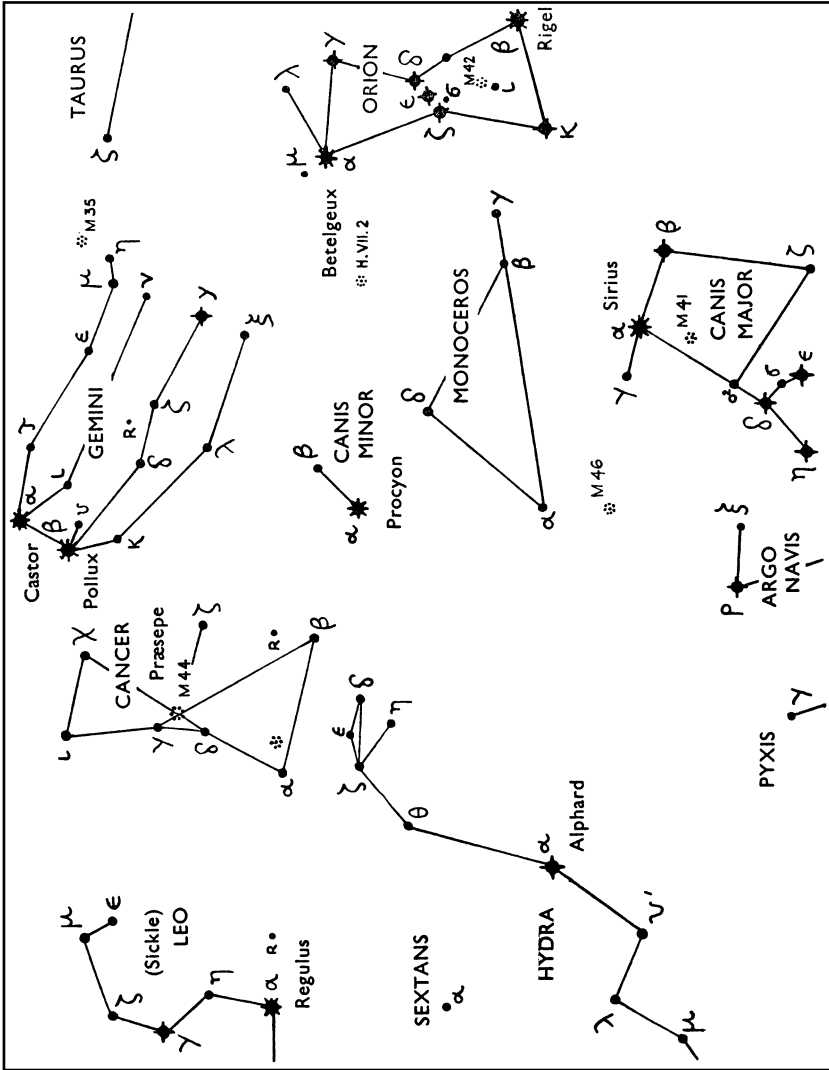 μ
ε
(Sickle)
LEO
ζ
γ
η
α
R
Regulus
χ
CANCER
ι
Præsepe
M44
ζ
γ
δ
α
β
R
Castor
α
Pollux
β
υ
κ
ι
τ
GEMINI
ε
μ
η
ν
γ
R
δ
ζ
λ
ξ
M35
TAURUS
ζ
λ
γ
μ
α
Betelgeux
H.VII.2
ORION
δ
ε
ζ
σ
M42
ι
β
Rigel
κ
β
CANIS
MINOR
α
Procyon
δ
MONOCEROS
γ
β
α
M46
SEXTANS
α
δ
ε
η
ζ
θ
α
Alphard
HYDRA
υ'
λ
μ
Sirius
α
β
γ
M41
CANIS
MAJOR
ζ
ο²
δ
σ
ε
η
ξ
ρ
ARGO
NAVIS
γ
PYXIS